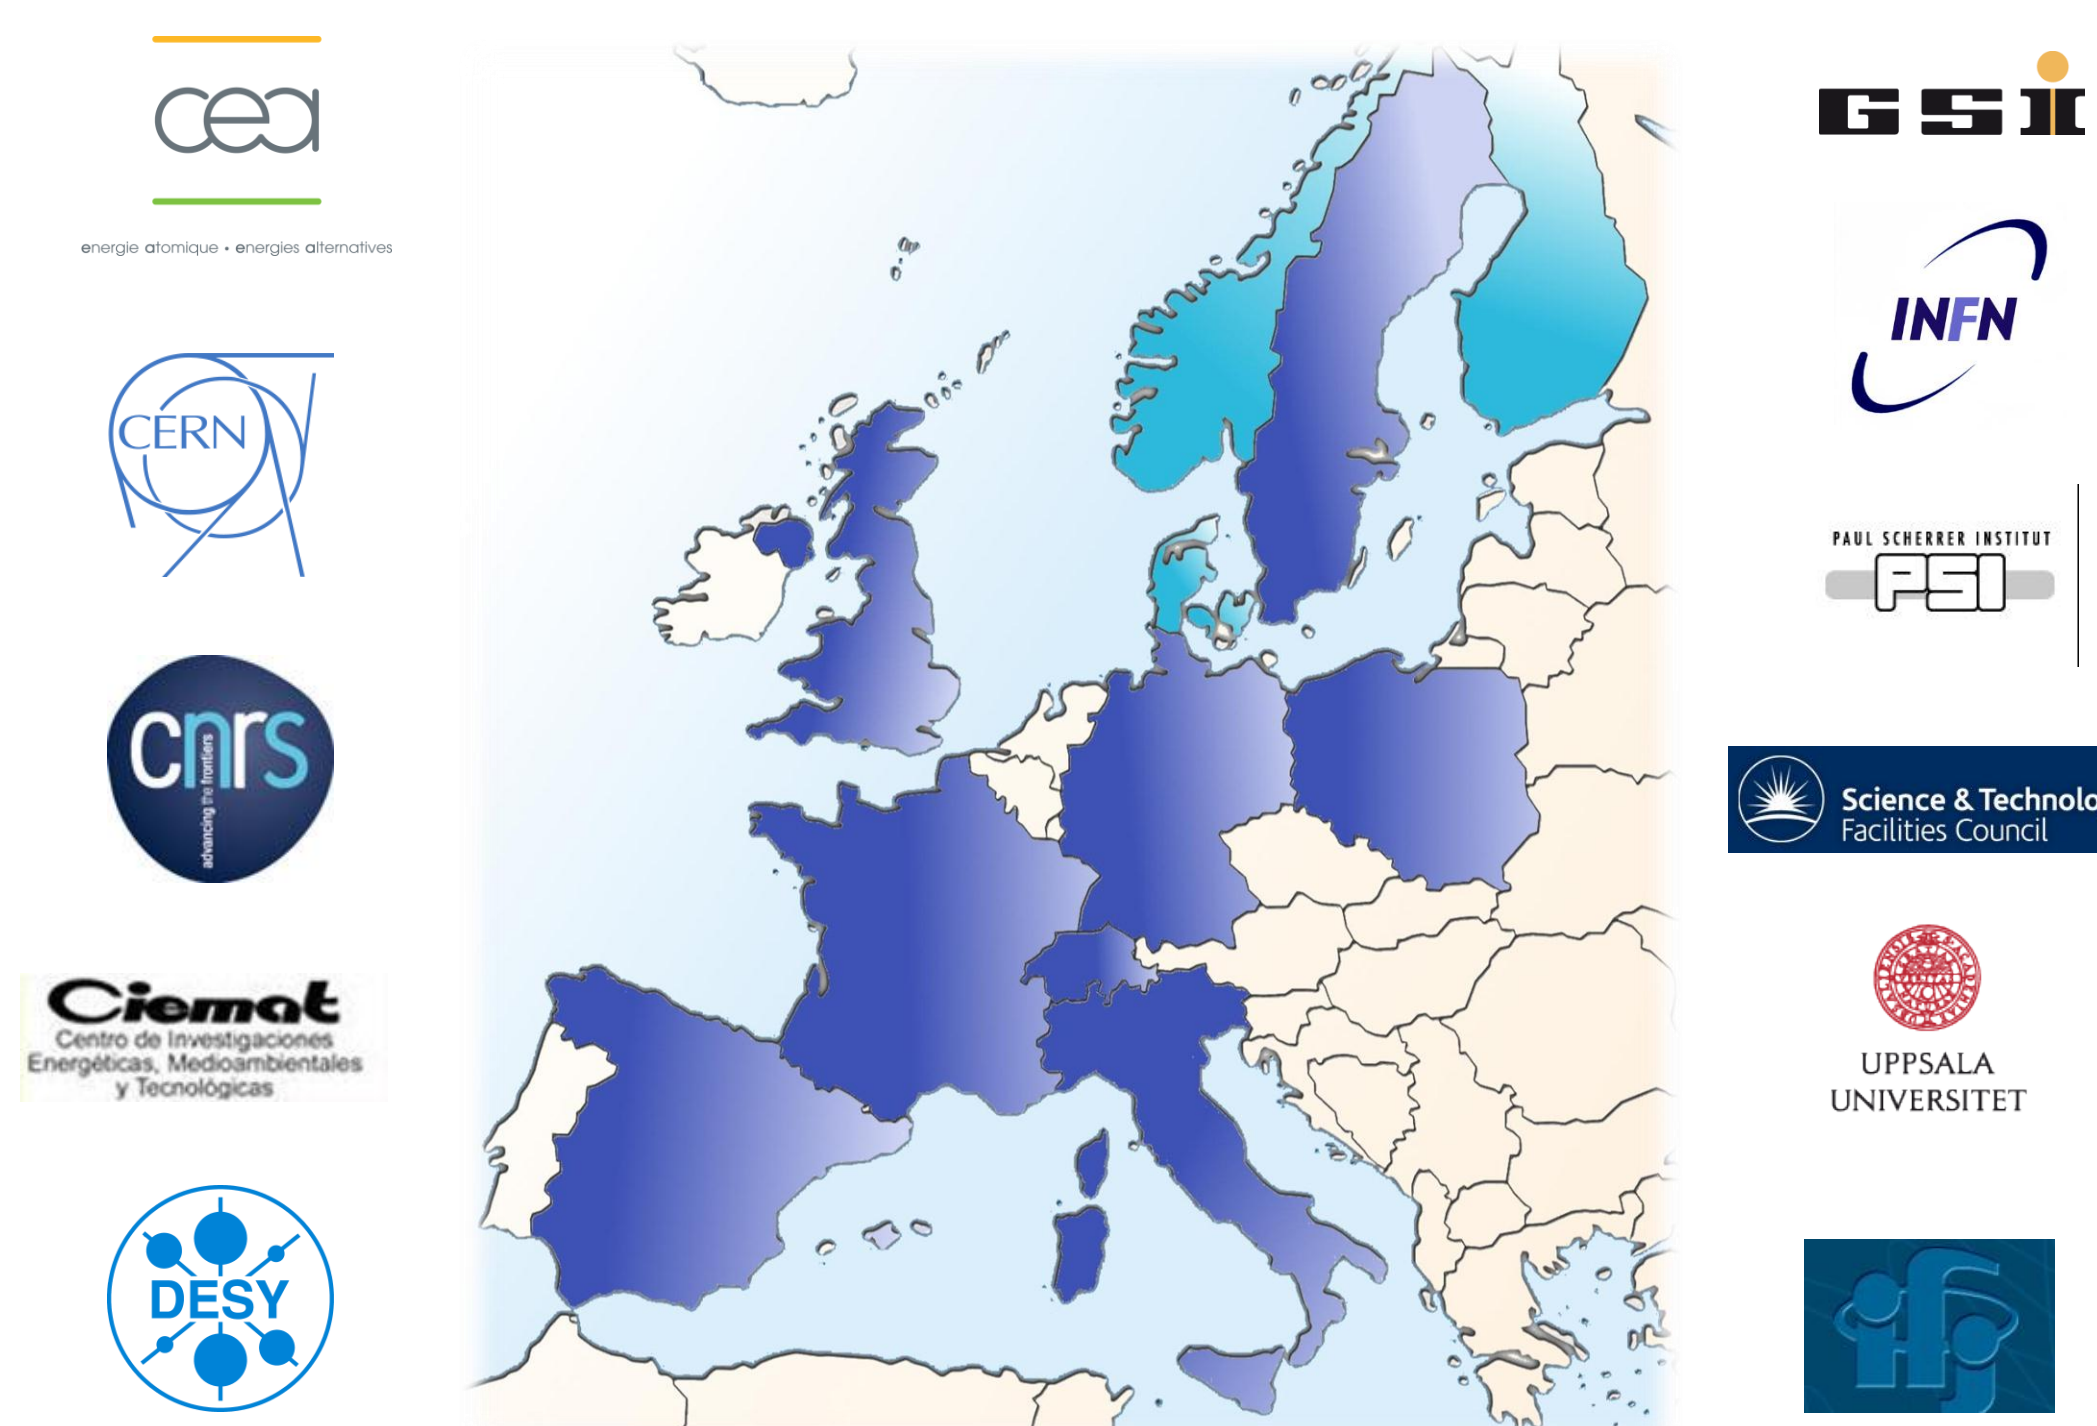 cea
energie atomique • energies alternatives
CERN
cnrs
advancing the frontiers
Ciemat
Centro de Investigaciones
Energéticas, Medioambientales
y Tecnológicas
DESY
GSI
INFN
PAUL SCHERRER INSTITUT
PSI
Science & Technolo
Facilities Council
UPPSALA
UNIVERSITET
ifj